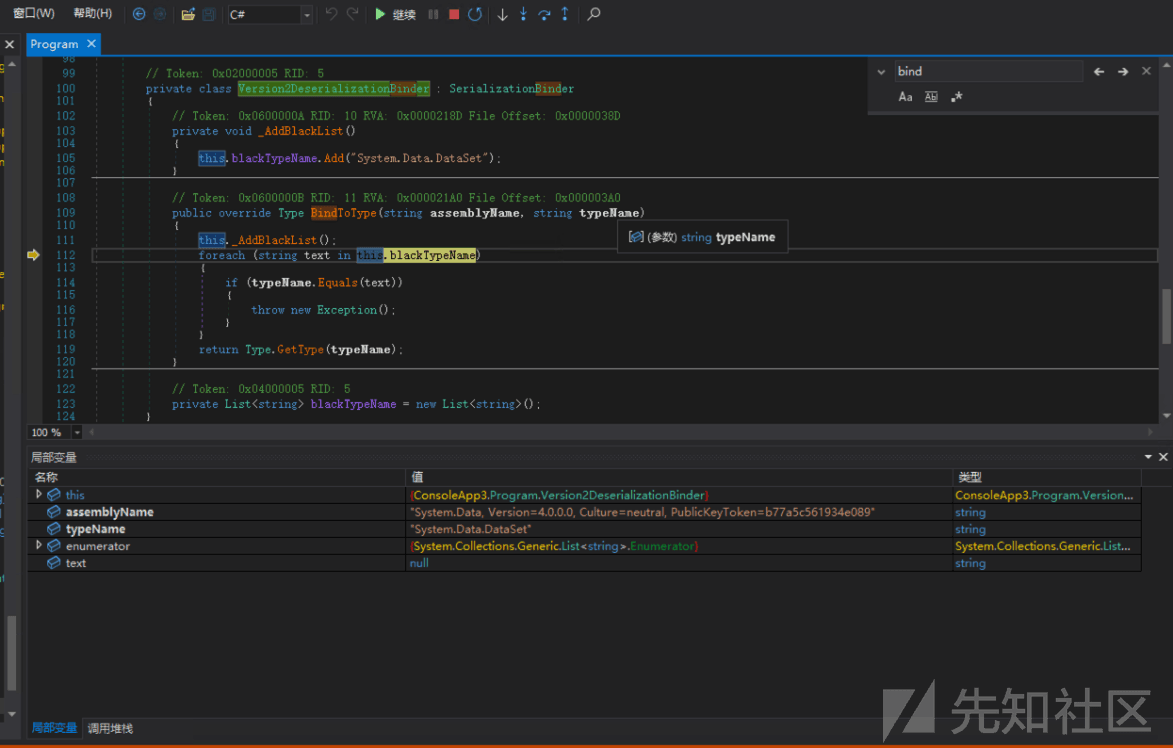 窗口(W) 帮助(H) C# 继续
Program
bind
98
99 // Token: 0x02000005 RID: 5
100 private class Version2DeserializationBinder : SerializationBinder
101 {
102 // Token: 0x0600000A RID: 10 RVA: 0x0000218D File Offset: 0x0000038D
103 private void _AddBlackList()
104 {
105 this.blackTypeName.Add("System.Data.DataSet");
106 }
107
108 // Token: 0x0600000B RID: 11 RVA: 0x000021A0 File Offset: 0x000003A0
109 public override Type BindToType(string assemblyName, string typeName)
110 {
111 this._AddBlackList();
(参数) string typeName
112 foreach (string text in this.blackTypeName)
113 {
114 if (typeName.Equals(text))
115 {
116 throw new Exception();
117 }
118 }
119 return Type.GetType(typeName);
120 }
121
122 // Token: 0x04000005 RID: 5
123 private List<string> blackTypeName = new List<string>();
124 }
100 %
局部变量
名称 值 类型
this {ConsoleApp3.Program.Version2DeserializationBinder} ConsoleApp3.Program.Version...
assemblyName "System.Data, Version=4.0.0.0, Culture=neutral, PublicKeyToken=b77a5c561934e089" string
typeName "System.Data.DataSet" string
enumerator {System.Collections.Generic.List<string>.Enumerator} System.Collections.Generic.List...
text null string
局部变量 调用堆栈
先知社区